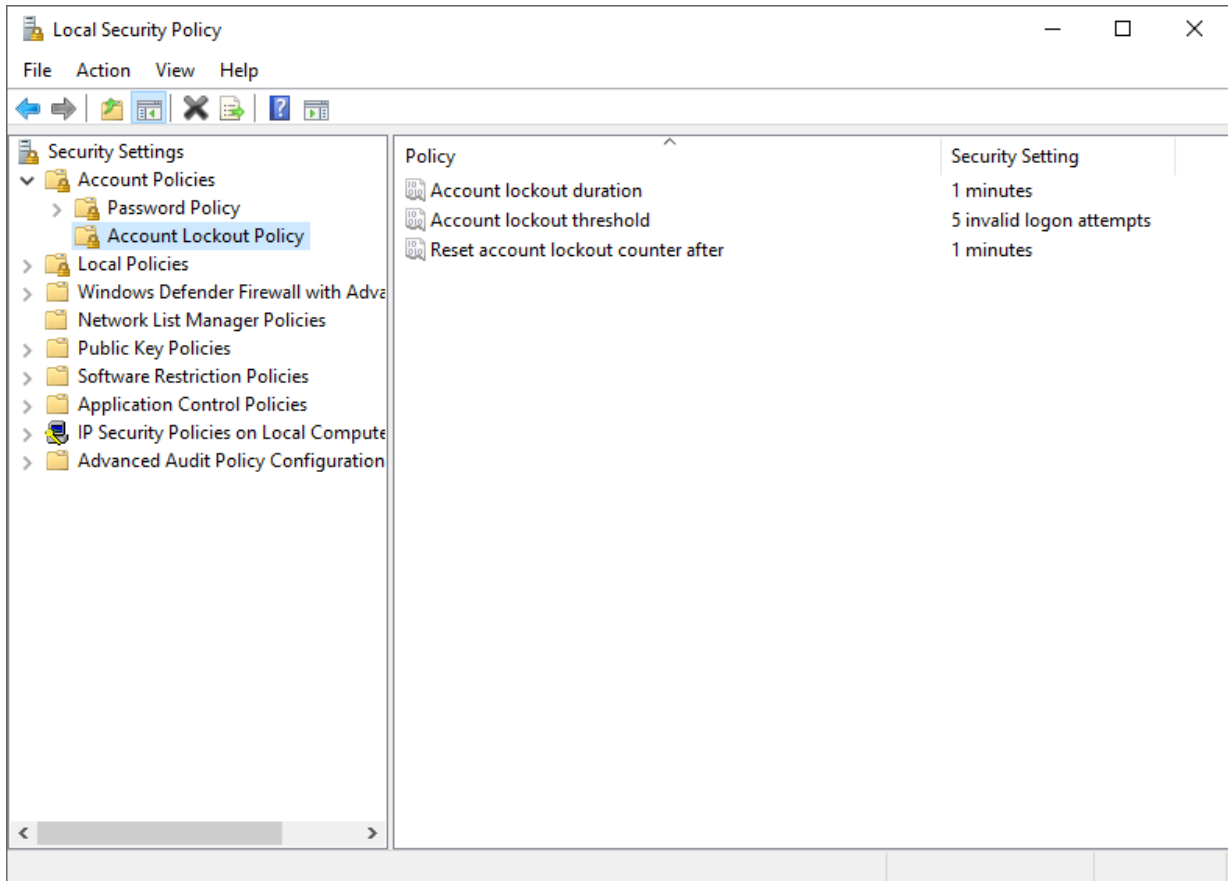 Local Security Policy
File Action View Help
Security Settings
Account Policies
Password Policy
Account Lockout Policy
Local Policies
Windows Defender Firewall with Adva
Network List Manager Policies
Public Key Policies
Software Restriction Policies
Application Control Policies
IP Security Policies on Local Compute
Advanced Audit Policy Configuration
Policy Security Setting
Account lockout duration 1 minutes
Account lockout threshold 5 invalid logon attempts
Reset account lockout counter after 1 minutes